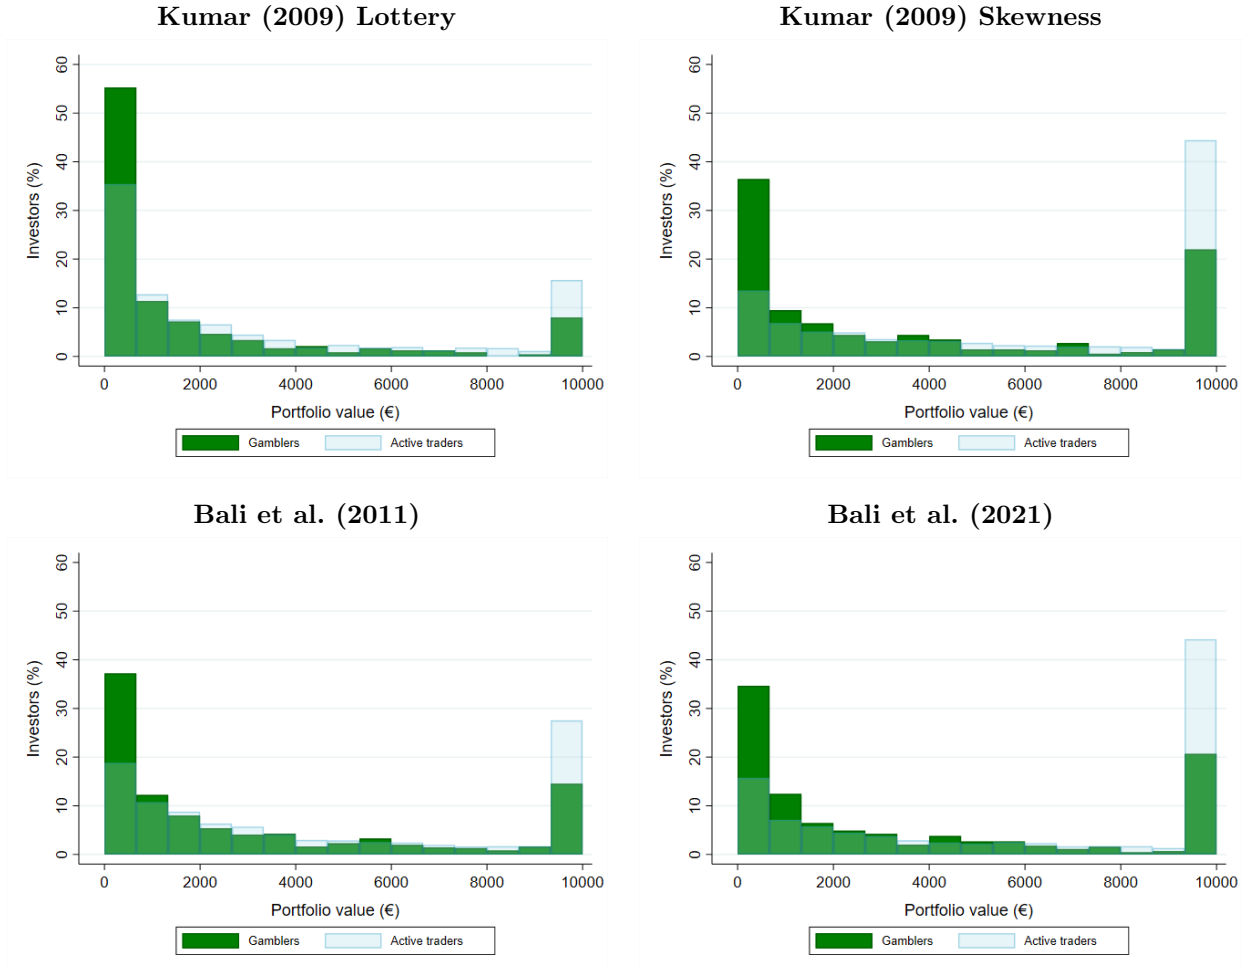 Kumar (2009) Lottery
60
50
40
30
20
10
0
Investors (%)
0 2000 4000 6000 8000 10000
Portfolio value (€)
Gamblers Active traders
Kumar (2009) Skewness
60
50
40
30
20
10
0
Investors (%)
0 2000 4000 6000 8000 10000
Portfolio value (€)
Gamblers Active traders
Bali et al. (2011)
60
50
40
30
20
10
0
Investors (%)
0 2000 4000 6000 8000 10000
Portfolio value (€)
Gamblers Active traders
Bali et al. (2021)
60
50
40
30
20
10
0
Investors (%)
0 2000 4000 6000 8000 10000
Portfolio value (€)
Gamblers Active traders